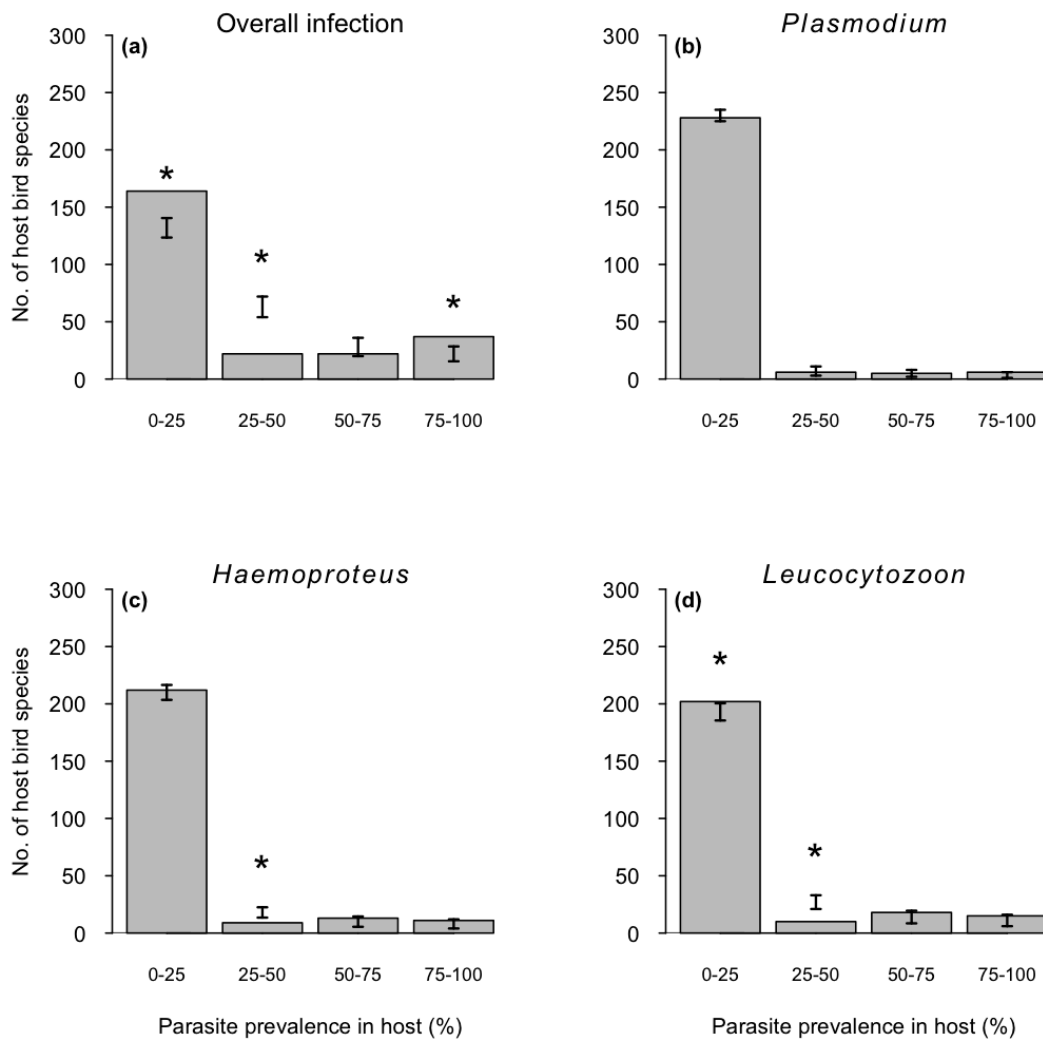 Overall infection
(a)
300
250
200
150
100
50
0
No. of host bird species
*
*
*
0-25 25-50 50-75 75-100
Plasmodium
(b)
300
250
200
150
100
50
0
0-25 25-50 50-75 75-100
Haemoproteus
(c)
300
250
200
150
100
50
0
No. of host bird species
*
0-25 25-50 50-75 75-100
Parasite prevalence in host (%)
Leucocytozoon
(d)
300
250
200
150
100
50
0
*
*
0-25 25-50 50-75 75-100
Parasite prevalence in host (%)